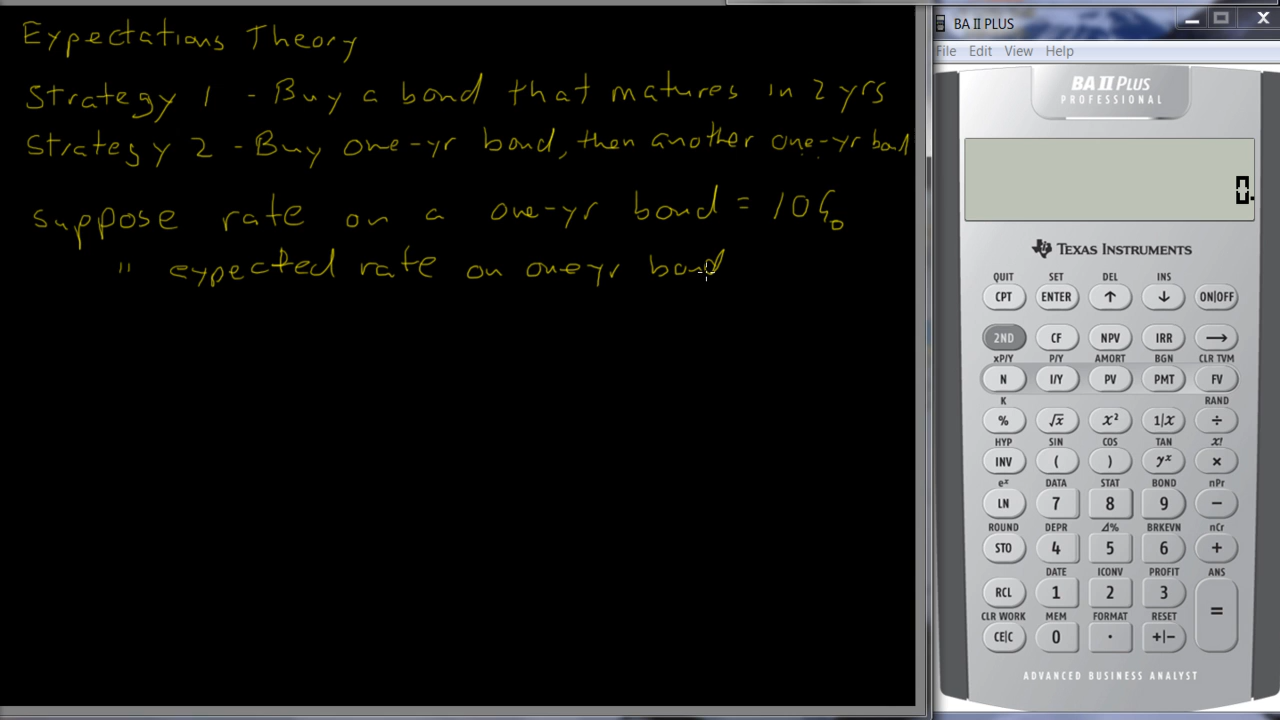 Expectations Theory
Strategy 1 - Buy a bond that matures in 2 yrs
Strategy 2 - Buy one-yr bond, then another one-yr bond
suppose rate on a one-yr bond = 10%
" expected rate on one yr bond
BA II PLUS
File Edit View Help
BA II PLUS
PROFESSIONAL
0.
TEXAS INSTRUMENTS
QUIT SET DEL INS
CPT ENTER ↑ ↓ ON|OFF
2ND CF NPV IRR →
xP/Y P/Y AMORT BGN CLR TVM
N I/Y PV PMT FV
K RAND
% √x x² 1/x ÷
HYP SIN COS TAN x!
INV ( ) yˣ ×
eˣ DATA STAT BOND nPr
LN 7 8 9 −
ROUND DEPR Δ% BRKEVN nCr
STO 4 5 6 +
DATE ICONV PROFIT ANS
RCL 1 2 3 =
CLR WORK MEM FORMAT RESET
CE|C 0 . +|−
ADVANCED BUSINESS ANALYST